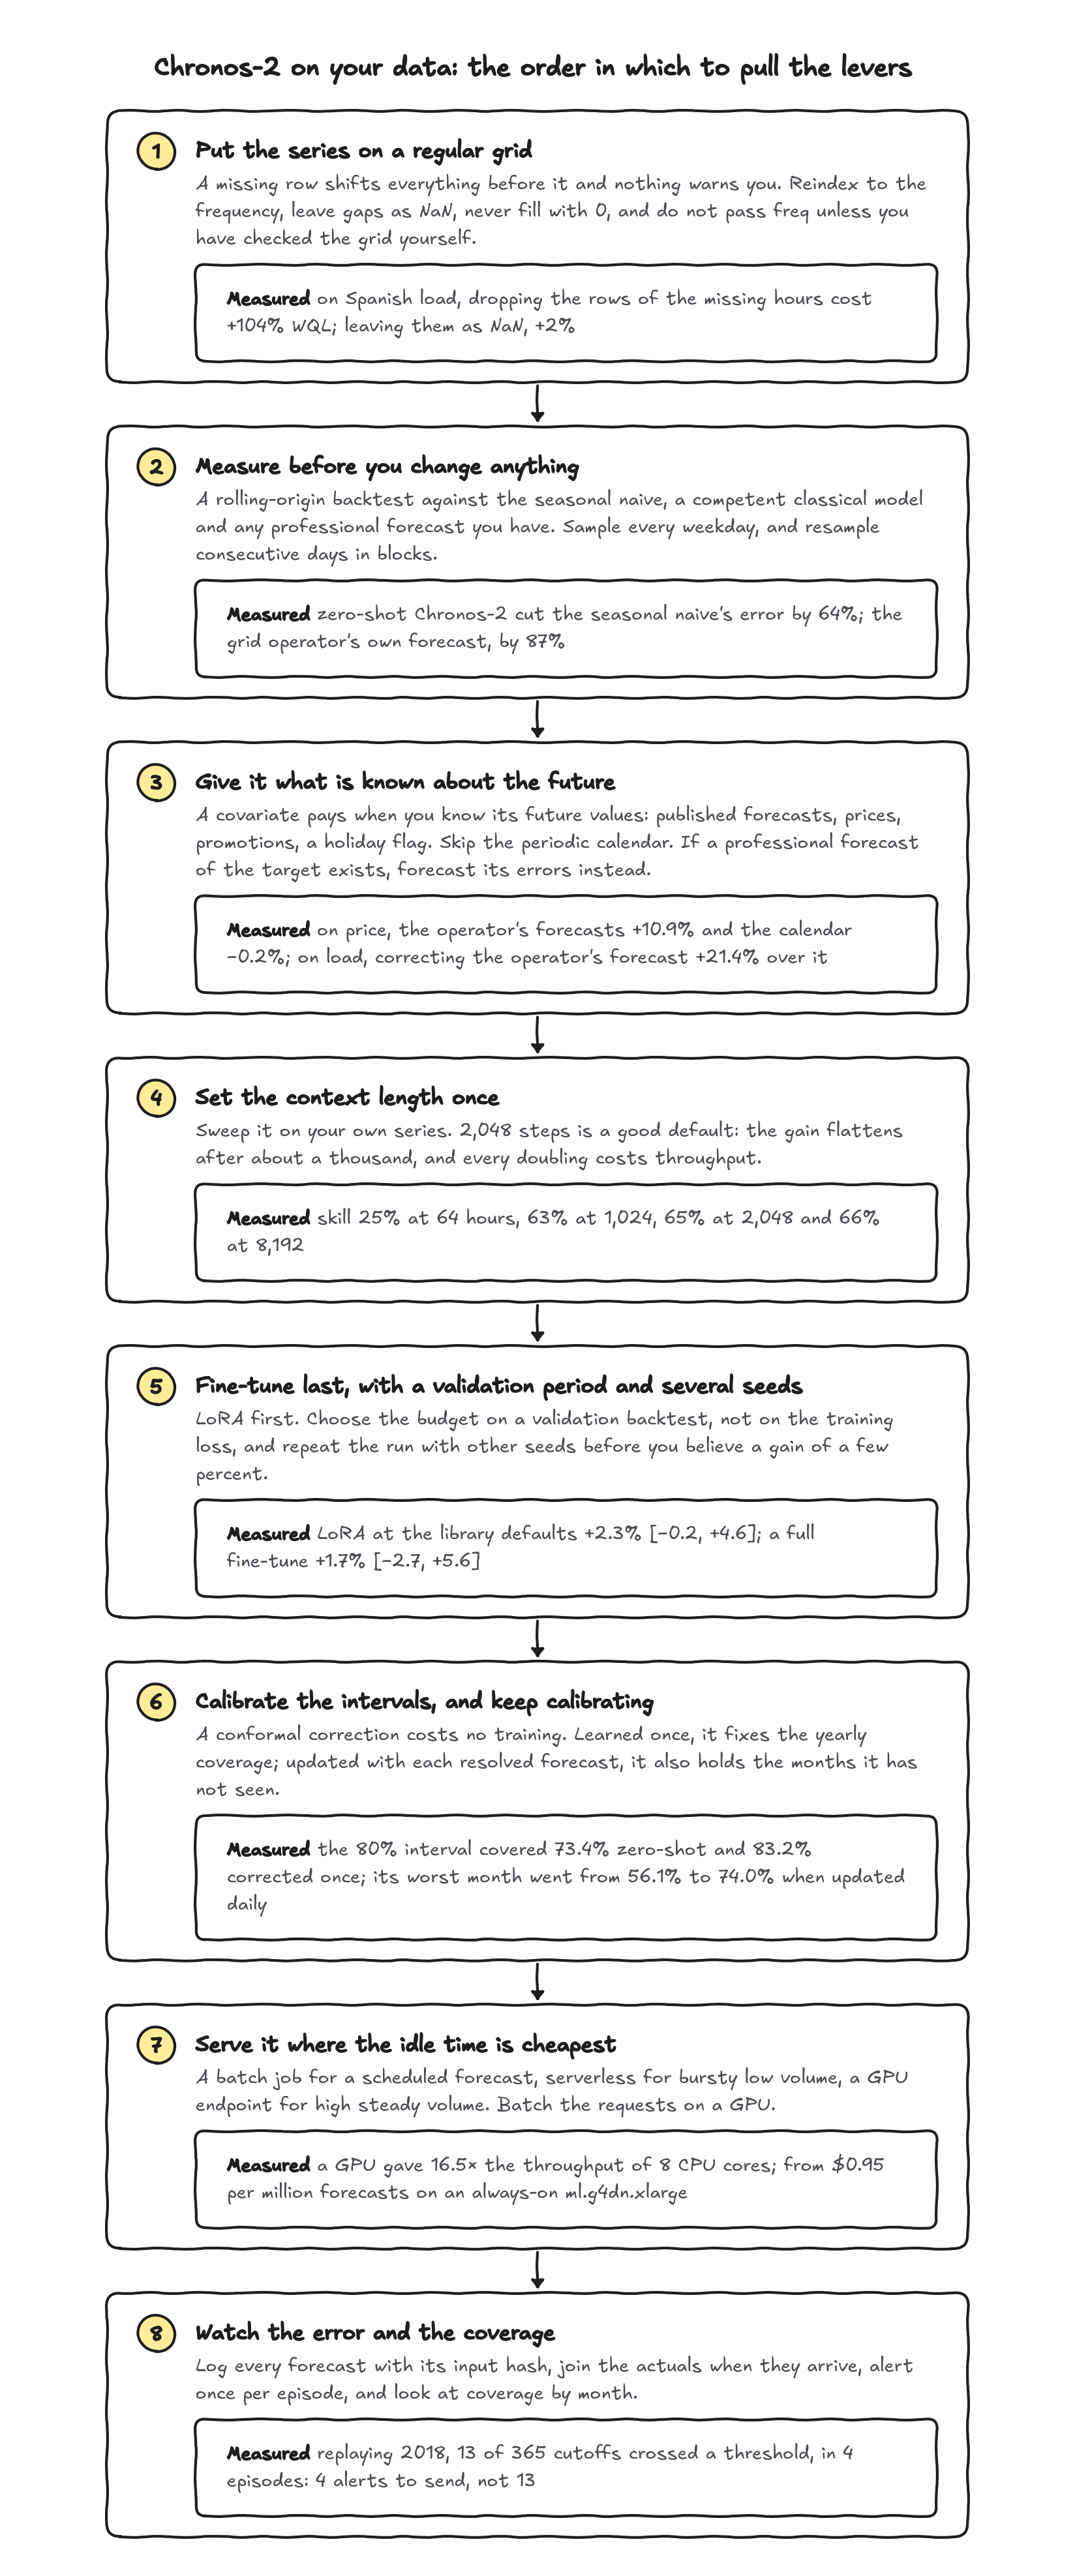 Chronos-2 on your data: the order in which to pull the levers
1
Put the series on a regular grid
A missing row shifts everything before it and nothing warns you. Reindex to the
frequency, leave gaps as NaN, never fill with 0, and do not pass freq unless you
have checked the grid yourself.
Measured on Spanish load, dropping the rows of the missing hours cost
+104% WQL; leaving them as NaN, +2%
2
Measure before you change anything
A rolling-origin backtest against the seasonal naive, a competent classical model
and any professional forecast you have. Sample every weekday, and resample
consecutive days in blocks.
Measured zero-shot Chronos-2 cut the seasonal naive's error by 64%; the
grid operator's own forecast, by 87%
3
Give it what is known about the future
A covariate pays when you know its future values: published forecasts, prices,
promotions, a holiday flag. Skip the periodic calendar. If a professional forecast
of the target exists, forecast its errors instead.
Measured on price, the operator's forecasts +10.9% and the calendar
−0.2%; on load, correcting the operator's forecast +21.4% over it
4
Set the context length once
Sweep it on your own series. 2,048 steps is a good default: the gain flattens
after about a thousand, and every doubling costs throughput.
Measured skill 25% at 64 hours, 63% at 1,024, 65% at 2,048 and 66%
at 8,192
5
Fine-tune last, with a validation period and several seeds
LoRA first. Choose the budget on a validation backtest, not on the training
loss, and repeat the run with other seeds before you believe a gain of a few
percent.
Measured LoRA at the library defaults +2.3% [−0.2, +4.6]; a full
fine-tune +1.7% [−2.7, +5.6]
6
Calibrate the intervals, and keep calibrating
A conformal correction costs no training. Learned once, it fixes the yearly
coverage; updated with each resolved forecast, it also holds the months it has
not seen.
Measured the 80% interval covered 73.4% zero-shot and 83.2%
corrected once; its worst month went from 56.1% to 74.0% when updated
daily
7
Serve it where the idle time is cheapest
A batch job for a scheduled forecast, serverless for bursty low volume, a GPU
endpoint for high steady volume. Batch the requests on a GPU.
Measured a GPU gave 16.5× the throughput of 8 CPU cores; from $0.95
per million forecasts on an always-on ml.g4dn.xlarge
8
Watch the error and the coverage
Log every forecast with its input hash, join the actuals when they arrive, alert
once per episode, and look at coverage by month.
Measured replaying 2018, 13 of 365 cutoffs crossed a threshold, in 4
episodes: 4 alerts to send, not 13